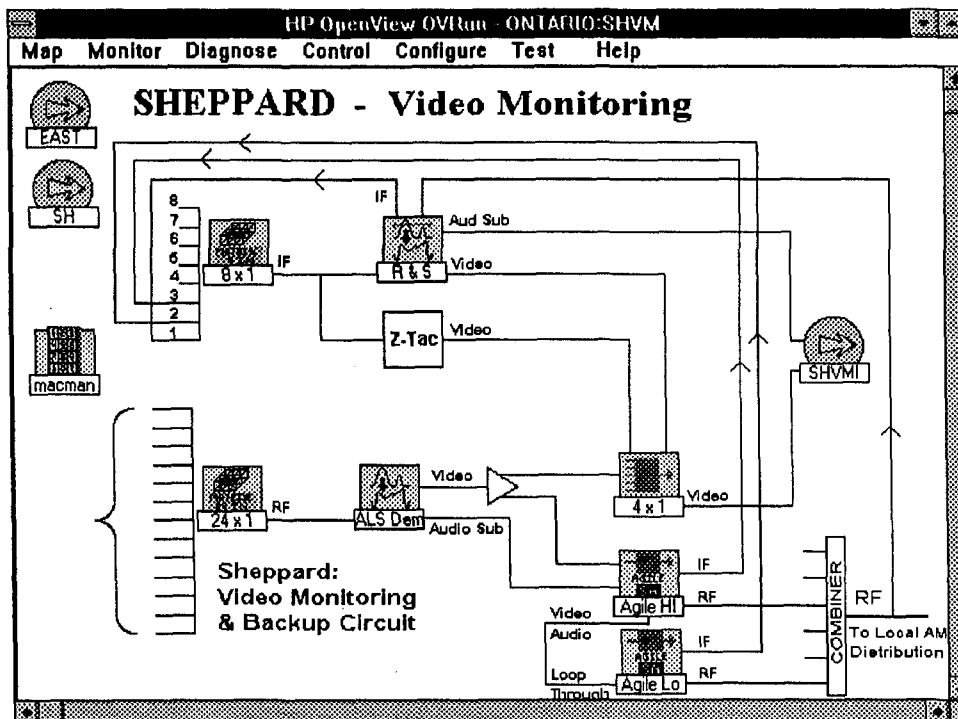 HP OpenView OVRun - ONTARIO:SHVM
Map Monitor Diagnose Control Configure Test Help
SHEPPARD - Video Monitoring
EAST
SH
macman
IF
8
7
6
5
4
3
2
1
8 x 1
IF
R & S
Aud Sub
Video
Z-Tac
Video
SHVMI
24 x 1
RF
ALS Dem
Video
Audio Sub
4 x 1
Video
Sheppard:
Video Monitoring
& Backup Circuit
AGILE
Agile HI
IF
RF
Video
Audio
Loop
Through
AGILE
Agile Lo
IF
RF
COMBINER
RF
To Local AM
Distribution